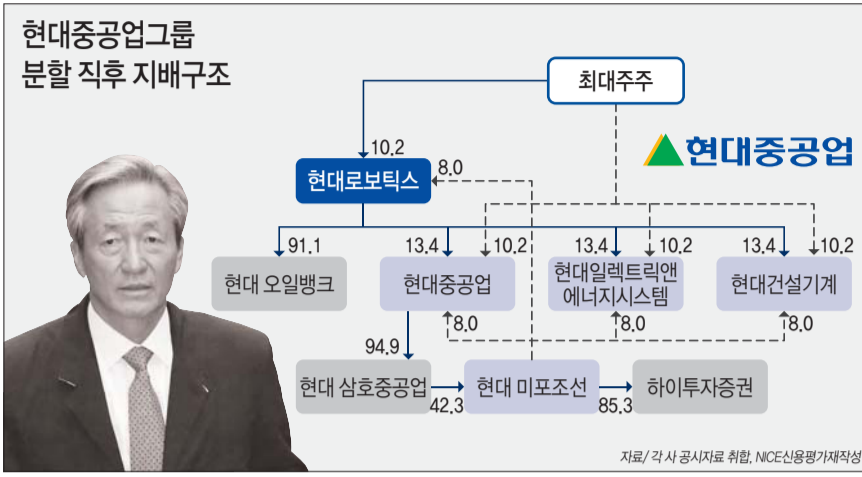 현대중공업그룹
분할 직후 지배구조
최대주주
현대중공업
10.2
현대로보틱스
8.0
91.1
13.4
10.2
13.4
10.2
13.4
10.2
현대 오일뱅크
현대중공업
현대일렉트릭앤
에너지시스템
현대건설기계
8.0
8.0
8.0
94.9
현대 삼호중공업
42.3
현대 미포조선
85.3
하이투자증권
자료/ 각 사 공시자료 취합, NICE신용평가재작성